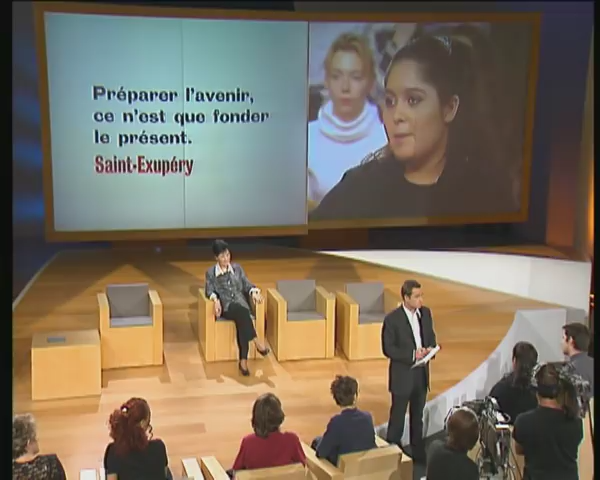 Préparer l'avenir,
ce n'est que fonder
le présent.
Saint-Exupéry